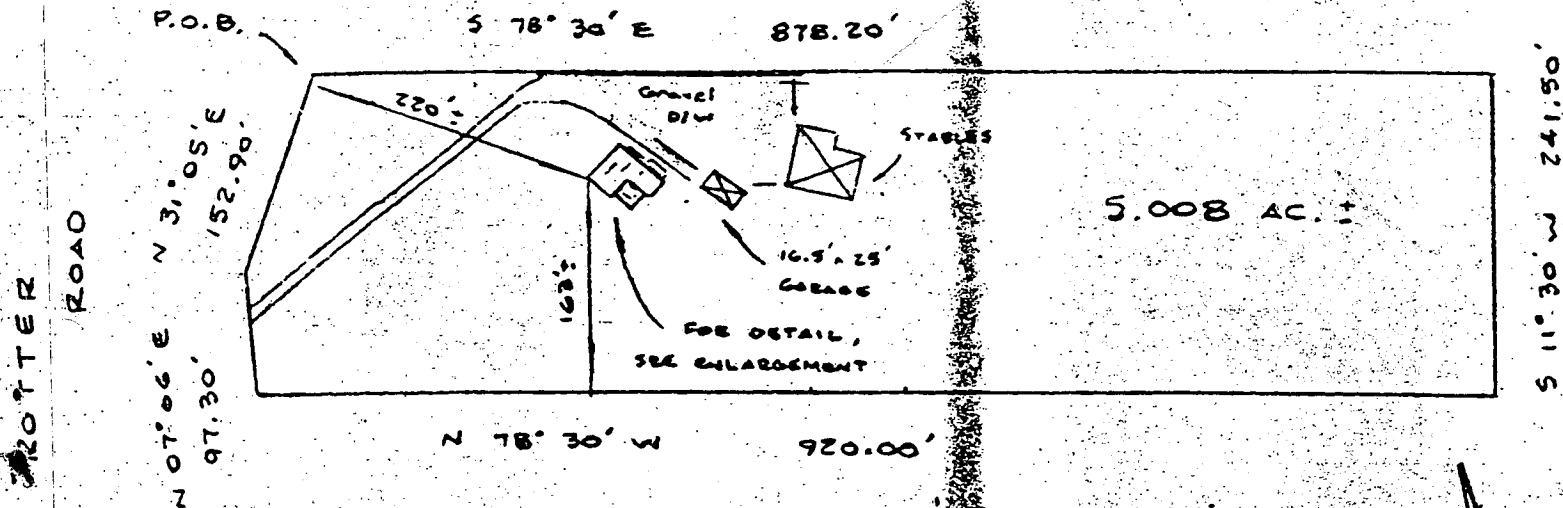 P.O.B.
S 78° 30' E 878.20'
220'±
Gravel
D/W
STABLES
N 31° 05' E
152.90'
ROAD
5.008 AC. ±
S 11° 30' W 241.50'
16.5' x 25'
GARAGE
163'±
FOR DETAIL,
SEE ENLARGEMENT
N 07° 06' E
97.30'
N 78° 30' W 920.00'